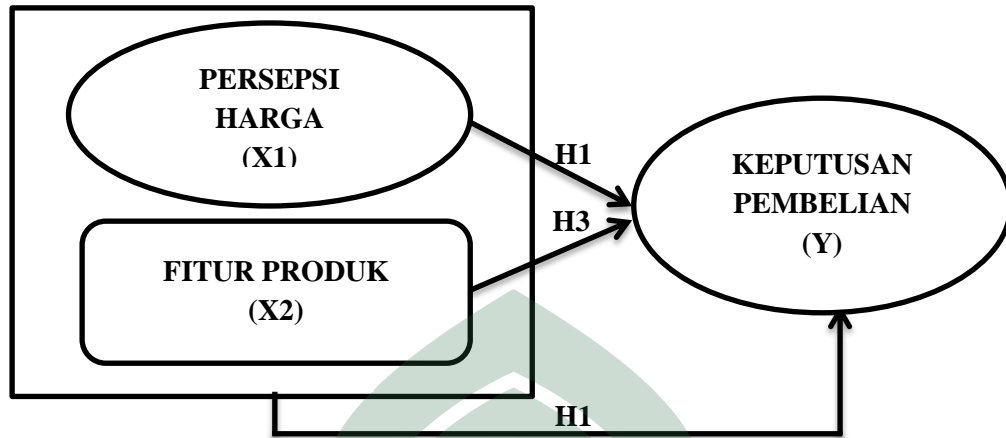 PERSEPSI
HARGA
(X1)
H1
KEPUTUSAN
PEMBELIAN
(Y)
H3
FITUR PRODUK
(X2)
H1